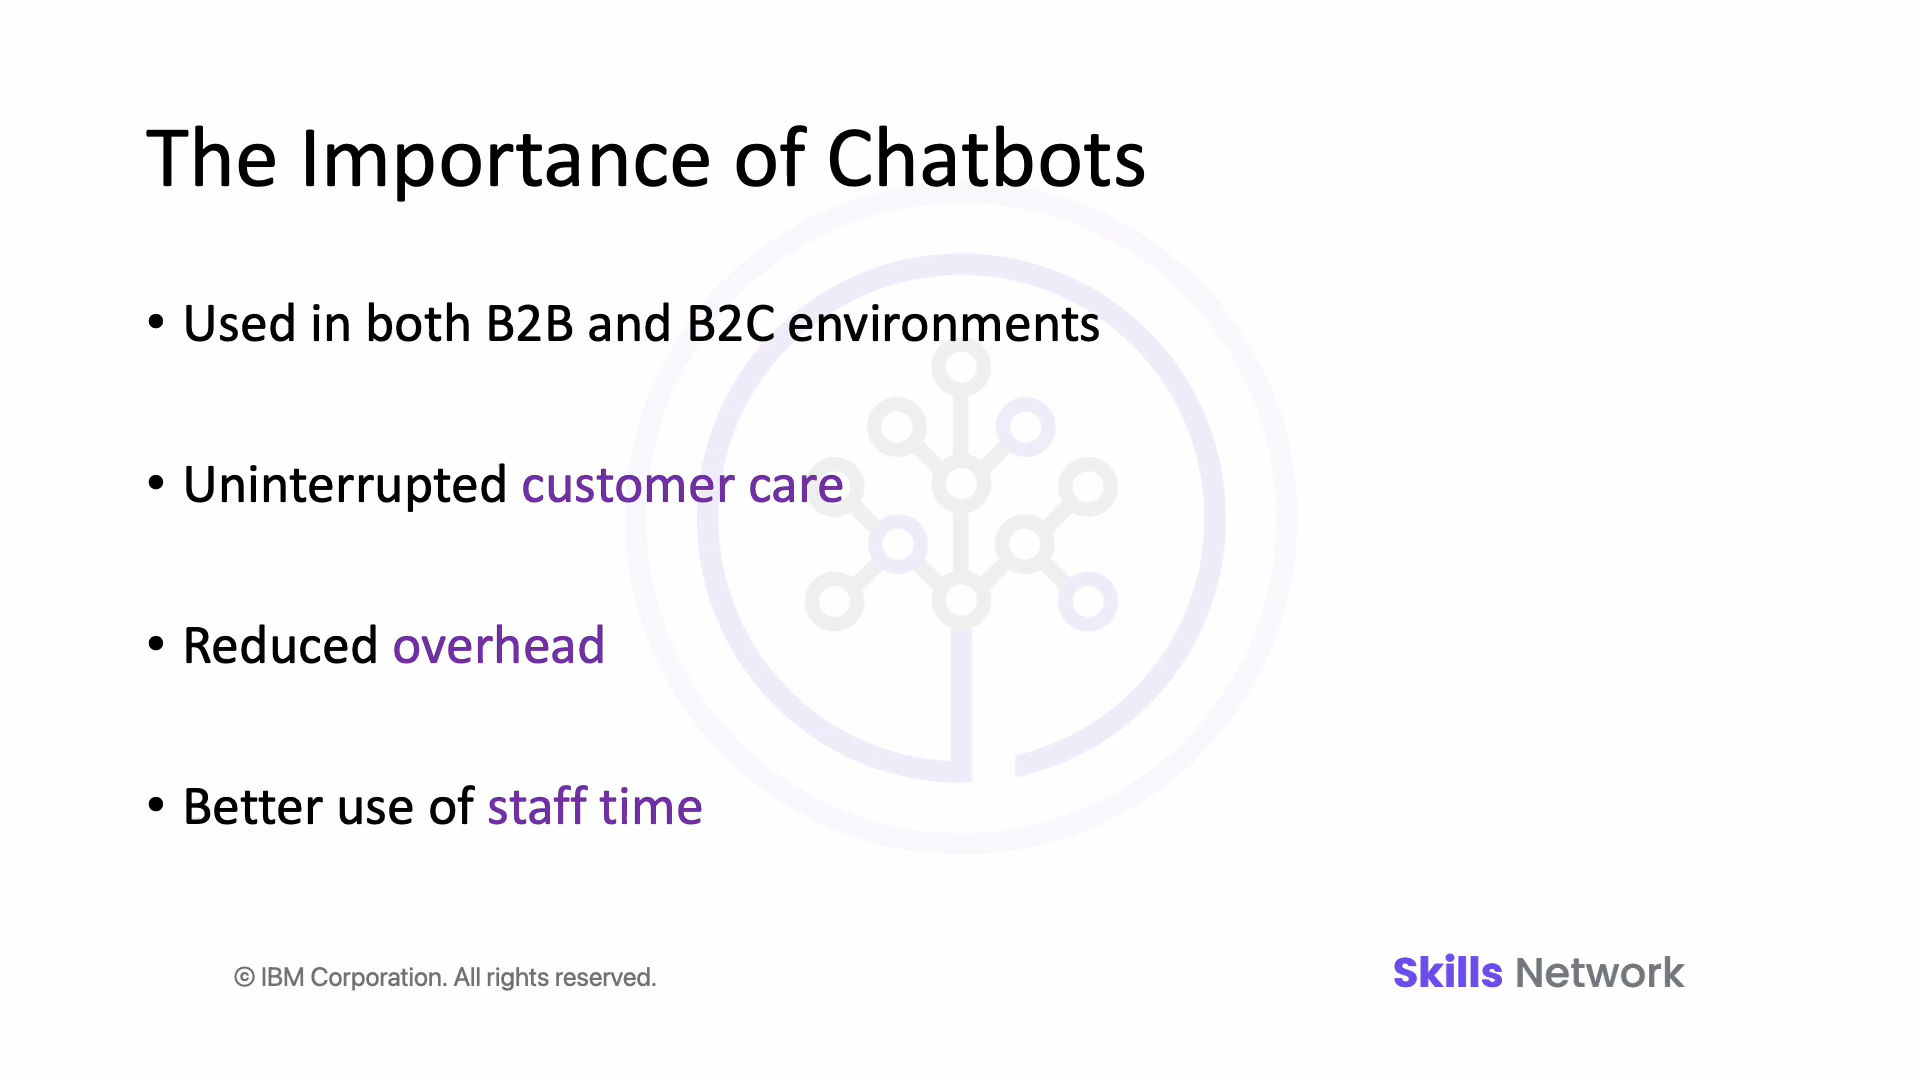 The Importance of Chatbots
• Used in both B2B and B2C environments
• Uninterrupted customer care
• Reduced overhead
• Better use of staff time
© IBM Corporation. All rights reserved.
Skills Network